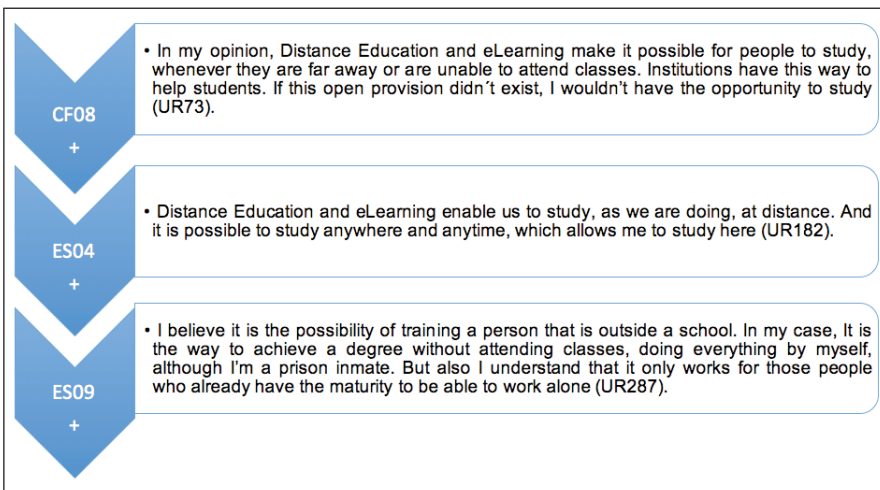 • In my opinion, Distance Education and eLearning make it possible for people to study,
whenever they are far away or are unable to attend classes. Institutions have this way to
help students. If this open provision didn´t exist, I wouldn't have the opportunity to study
(UR73).
CF08
+
• Distance Education and eLearning enable us to study, as we are doing, at distance. And
it is possible to study anywhere and anytime, which allows me to study here (UR182).
ES04
+
• I believe it is the possibility of training a person that is outside a school. In my case, It is
the way to achieve a degree without attending classes, doing everything by myself,
although I'm a prison inmate. But also I understand that it only works for those people
who already have the maturity to be able to work alone (UR287).
ES09
+